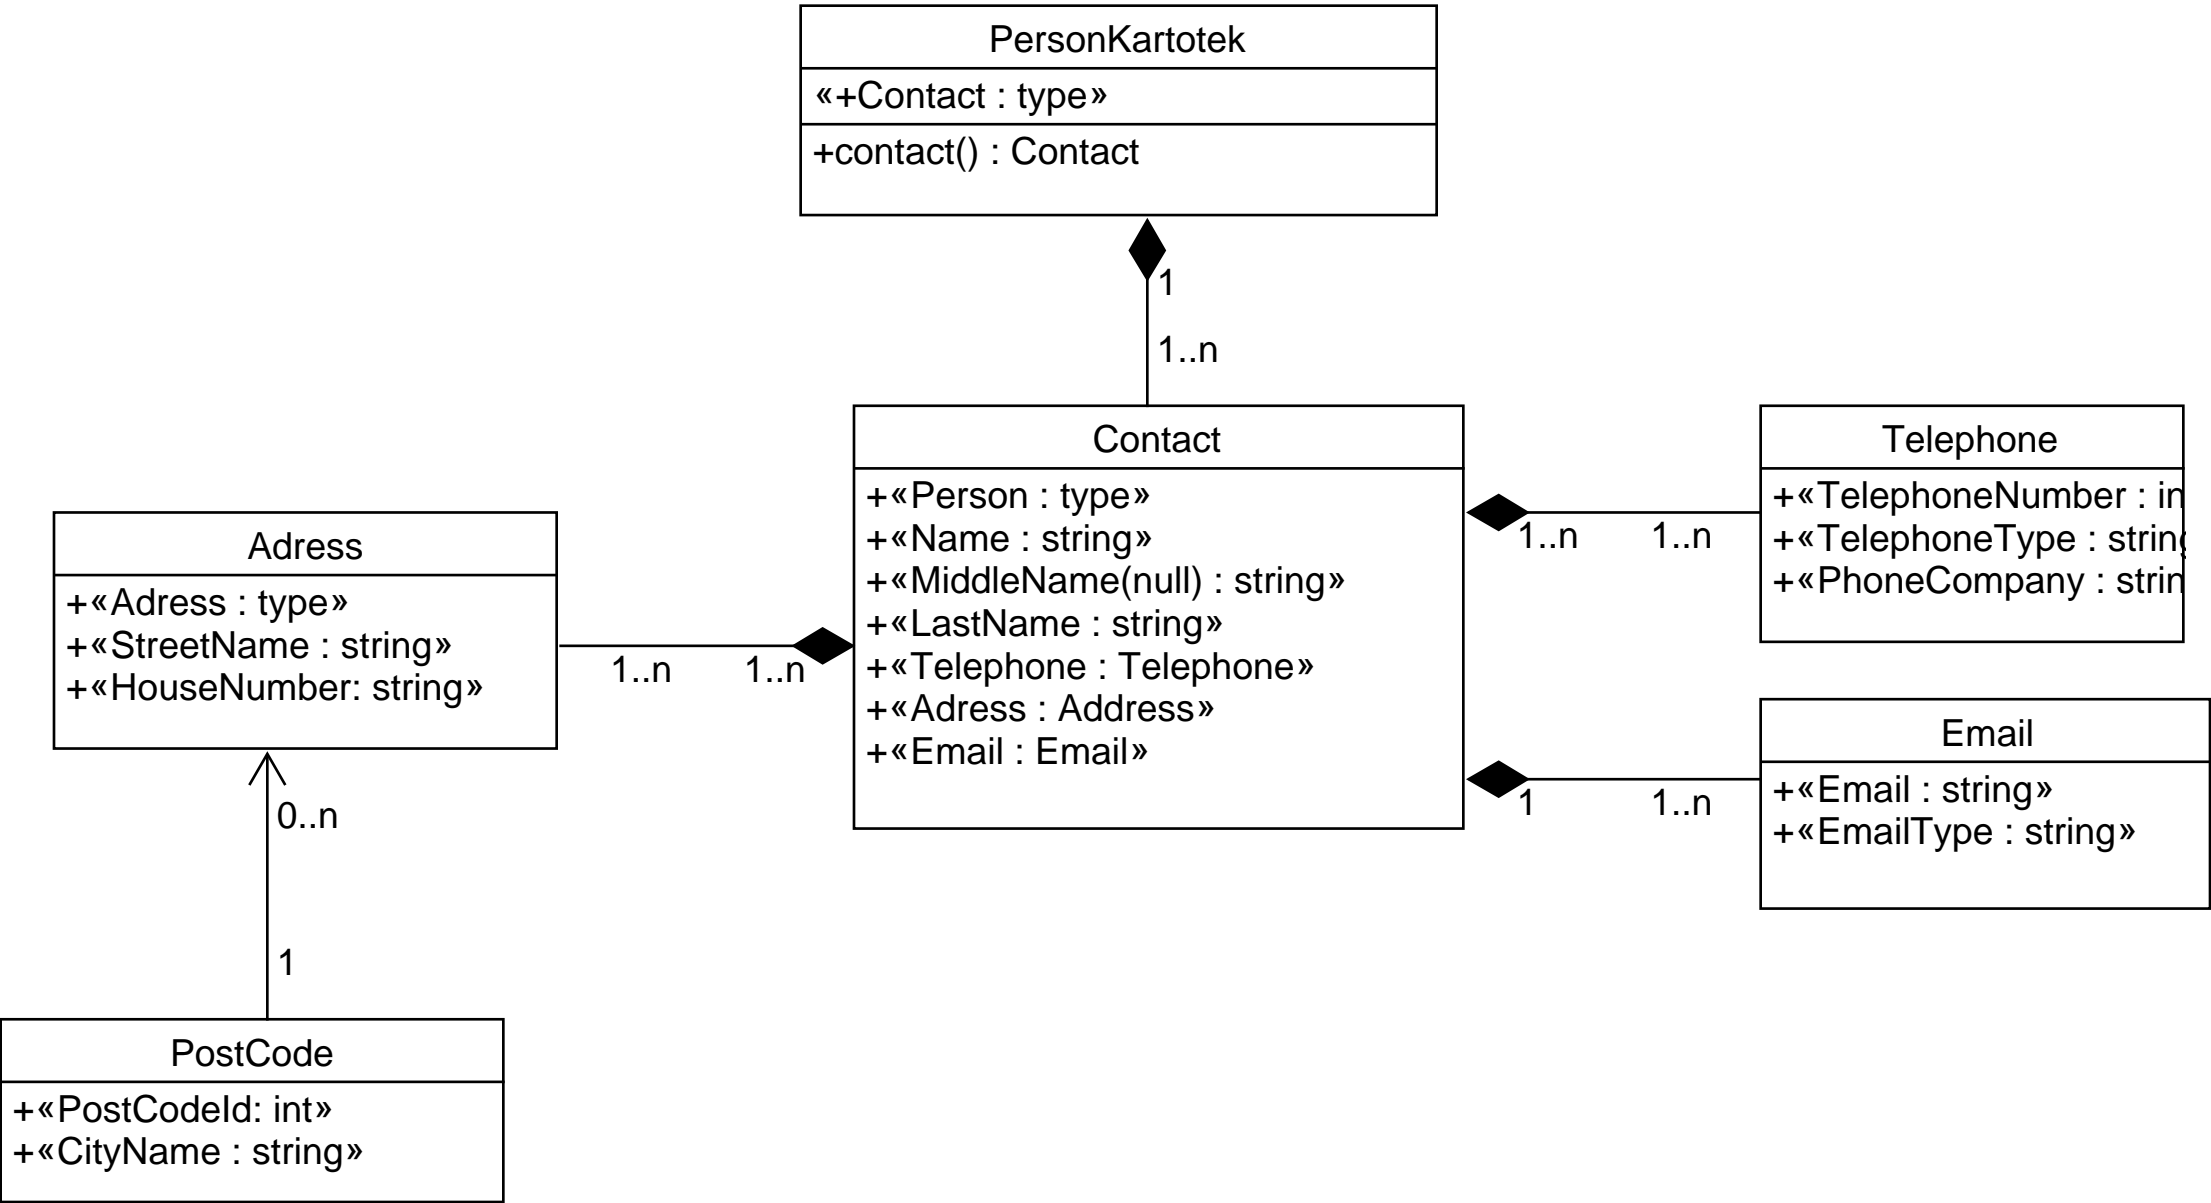 PersonKartotek
«+Contact : type»
+contact() : Contact
1
1..n
Contact
+«Person : type»
+«Name : string»
+«MiddleName(null) : string»
+«LastName : string»
+«Telephone : Telephone»
+«Adress : Address»
+«Email : Email»
Telephone
+«TelephoneNumber : in
+«TelephoneType : string
+«PhoneCompany : strin
1..n 1..n
Adress
+«Adress : type»
+«StreetName : string»
+«HouseNumber: string»
1..n 1..n
Email
+«Email : string»
+«EmailType : string»
1 1..n
0..n
1
PostCode
+«PostCodeId: int»
+«CityName : string»